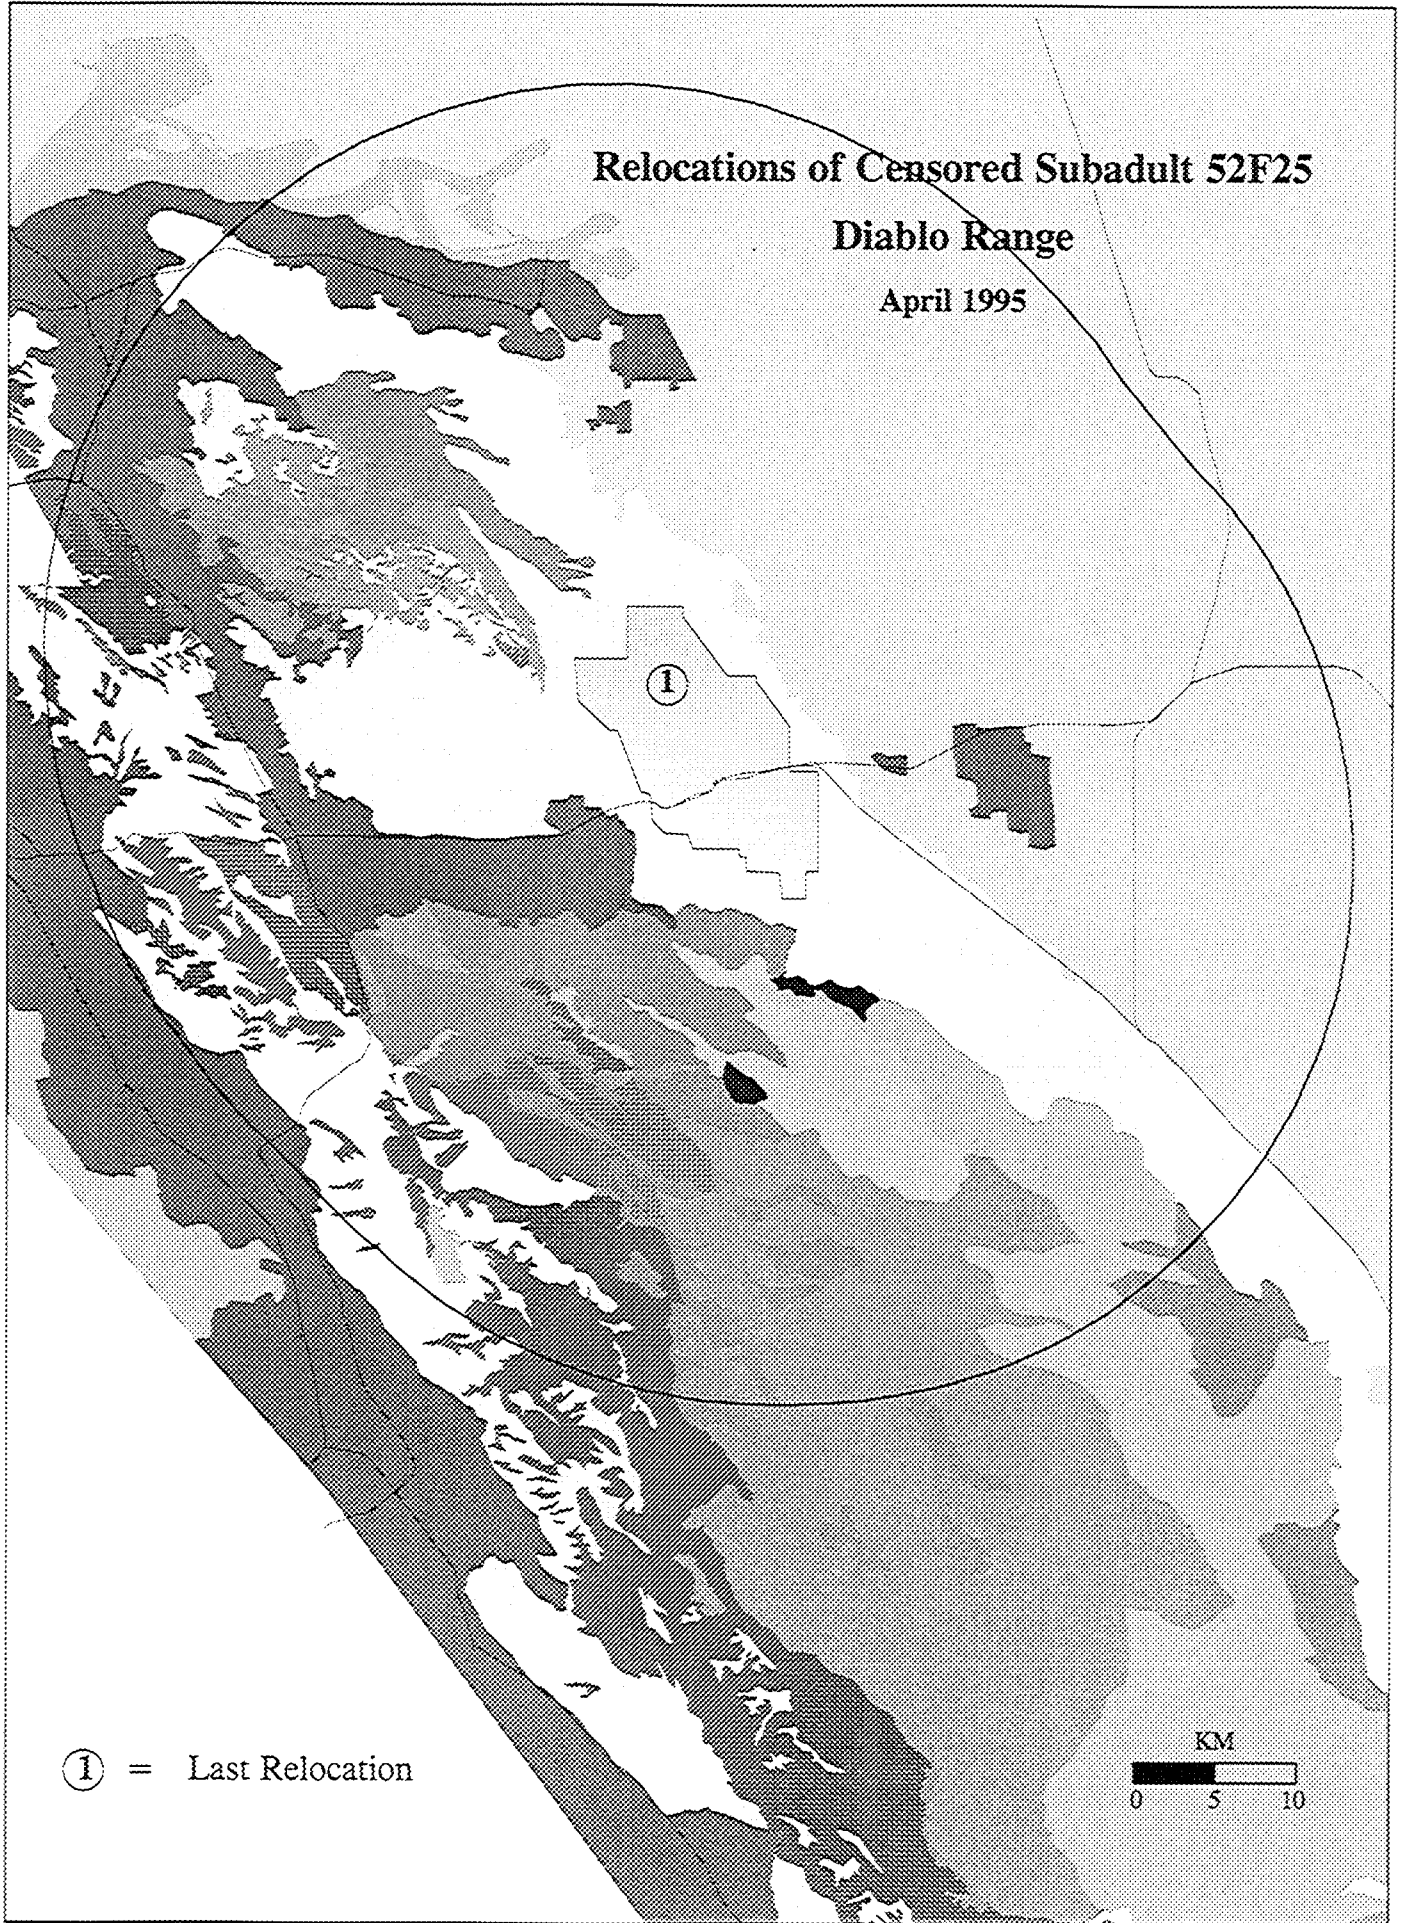 Relocations of Censored Subadult 52F25
Diablo Range
April 1995
1
1 = Last Relocation
KM
0 5 10